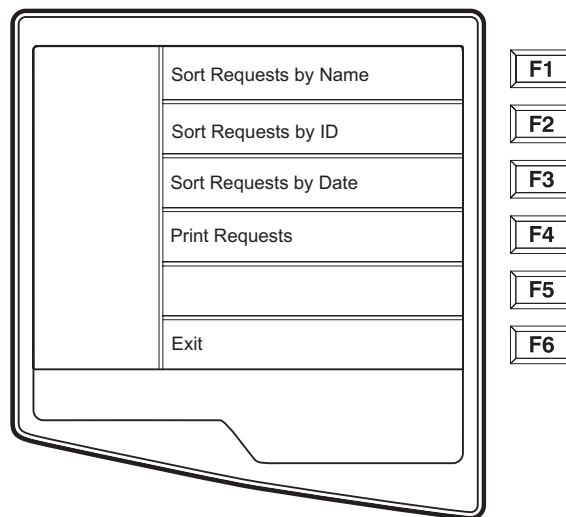 Sort Requests by Name F1
Sort Requests by ID F2
Sort Requests by Date F3
Print Requests F4
F5
Exit F6